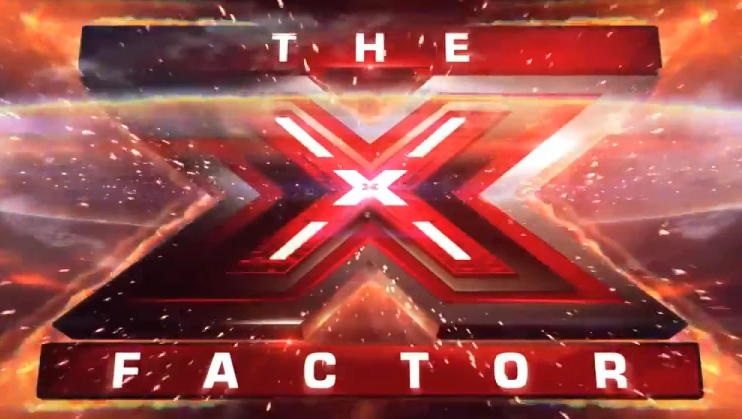 THE
X
FACTOR